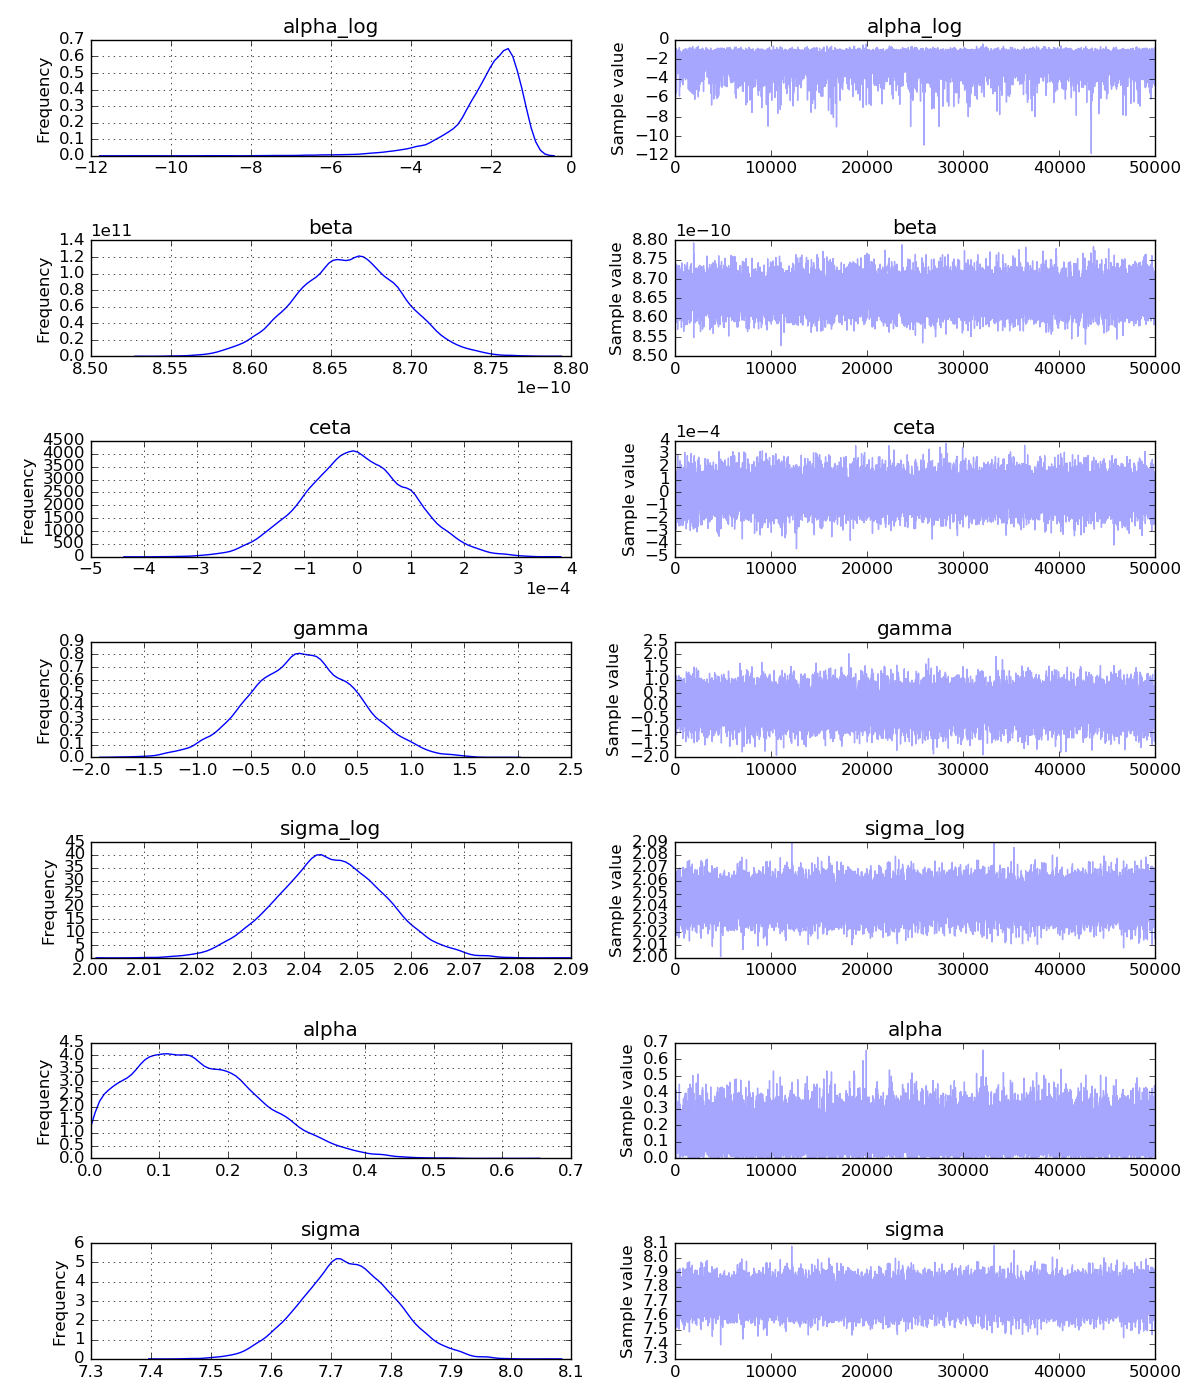 alpha_log
Frequency
0.7
0.6
0.5
0.4
0.3
0.2
0.1
0.0
−12 −10 −8 −6 −4 −2 0
alpha_log
Sample value
0
−2
−4
−6
−8
−10
−12
0 10000 20000 30000 40000 50000
beta
1e11
Frequency
1.4
1.2
1.0
0.8
0.6
0.4
0.2
0.0
8.50 8.55 8.60 8.65 8.70 8.75 8.80
1e−10
beta
1e−10
Sample value
8.80
8.75
8.70
8.65
8.60
8.55
8.50
0 10000 20000 30000 40000 50000
ceta
Frequency
4500
4000
3500
3000
2500
2000
1500
1000
500
0
−5 −4 −3 −2 −1 0 1 2 3 4
1e−4
ceta
1e−4
Sample value
4
3
2
1
0
−1
−2
−3
−4
−5
0 10000 20000 30000 40000 50000
gamma
Frequency
0.9
0.8
0.7
0.6
0.5
0.4
0.3
0.2
0.1
0.0
−2.0 −1.5 −1.0 −0.5 0.0 0.5 1.0 1.5 2.0 2.5
gamma
Sample value
2.5
2.0
1.5
1.0
0.5
0.0
−0.5
−1.0
−1.5
−2.0
0 10000 20000 30000 40000 50000
sigma_log
Frequency
45
40
35
30
25
20
15
10
5
0
2.00 2.01 2.02 2.03 2.04 2.05 2.06 2.07 2.08 2.09
sigma_log
Sample value
2.09
2.08
2.07
2.06
2.05
2.04
2.03
2.02
2.01
2.00
0 10000 20000 30000 40000 50000
alpha
Frequency
4.5
4.0
3.5
3.0
2.5
2.0
1.5
1.0
0.5
0.0
0.0 0.1 0.2 0.3 0.4 0.5 0.6 0.7
alpha
Sample value
0.7
0.6
0.5
0.4
0.3
0.2
0.1
0.0
0 10000 20000 30000 40000 50000
sigma
Frequency
6
5
4
3
2
1
0
7.3 7.4 7.5 7.6 7.7 7.8 7.9 8.0 8.1
sigma
Sample value
8.1
8.0
7.9
7.8
7.7
7.6
7.5
7.4
7.3
0 10000 20000 30000 40000 50000